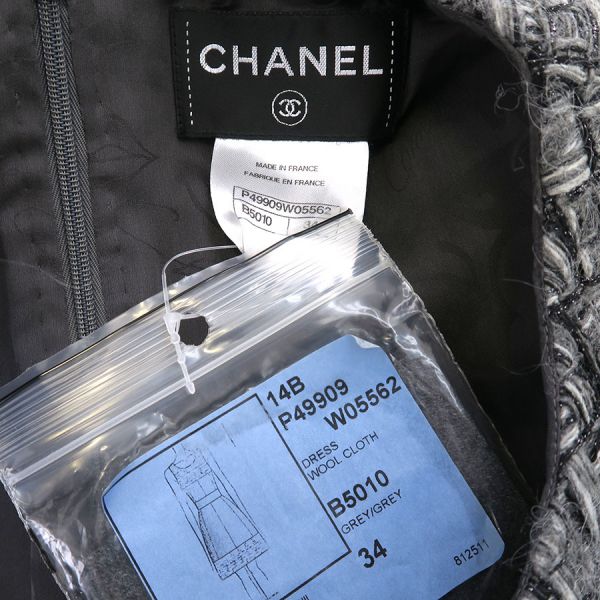 CHANEL
MADE IN FRANCE
FABRIQUE EN FRANCE
P49909W05562
B5010 34
14B
P49909
W05562
DRESS
WOOL CLOTH
B5010
GREY/GREY
34
812511